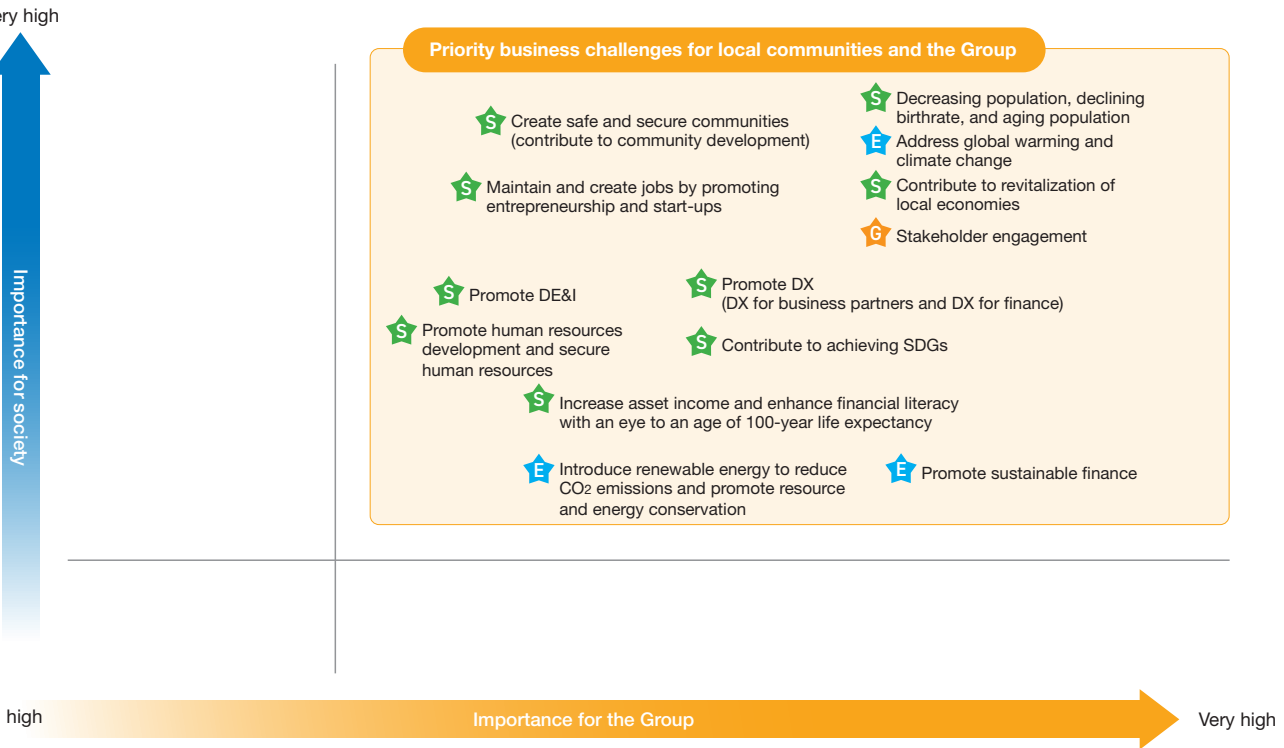 ery high
Priority business challenges for local communities and the Group
S Create safe and secure communities
(contribute to community development)
S Maintain and create jobs by promoting
entrepreneurship and start-ups
S Decreasing population, declining
birthrate, and aging population
E Address global warming and
climate change
S Contribute to revitalization of
local economies
G Stakeholder engagement
S Promote DE&I
S Promote human resources
development and secure
human resources
S Promote DX
(DX for business partners and DX for finance)
S Contribute to achieving SDGs
S Increase asset income and enhance financial literacy
with an eye to an age of 100-year life expectancy
E Introduce renewable energy to reduce
CO2 emissions and promote resource
and energy conservation
E Promote sustainable finance
Importance for society
high
Importance for the Group
Very high